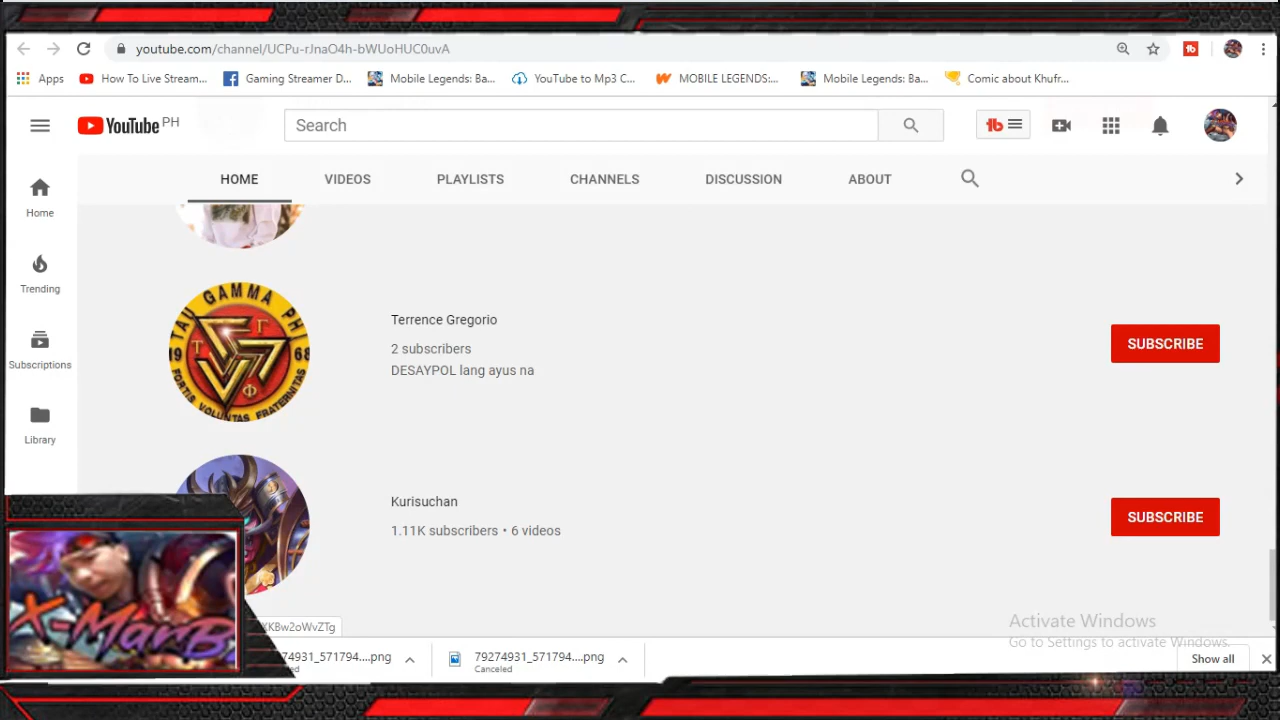 youtube.com/channel/UCPu-rJnaO4h-bWUoHUC0uvA
Apps How To Live Stream... Gaming Streamer D... Mobile Legends: Ba... YouTube to Mp3 C... MOBILE LEGENDS:... Mobile Legends: Ba... Comic about Khufr...
YouTube PH Search tb
HOME VIDEOS PLAYLISTS CHANNELS DISCUSSION ABOUT
Home
Trending
Subscriptions
Library
TAU GAMMA PHI
19 68
FORTIS VOLUNTAS FRATERNITAS
Terrence Gregorio
2 subscribers
DESAYPOL lang ayus na
SUBSCRIBE
Kurisuchan
1.11K subscribers • 6 videos
SUBSCRIBE
X-MarB
KBw2oWvZTg
Activate Windows
Go to Settings to activate Windows.
74931_571794....png
79274931_571794....png
Canceled
Show all